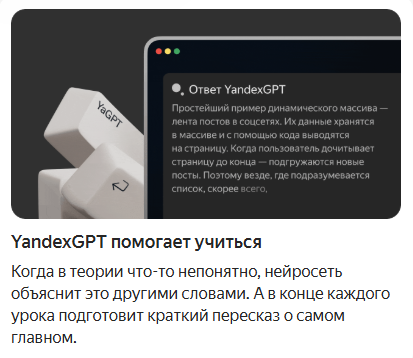 YaGPT
Ответ YandexGPT
Простейший пример динамического массива —
лента постов в соцсетях. Их данные хранятся
в массиве и с помощью кода выводятся
на страницу. Когда пользователь дочитывает
страницу до конца — подгружаются новые
посты. Поэтому везде, где подразумевается
список, скорее всего,
YandexGPT помогает учиться
Когда в теории что-то непонятно, нейросеть
объяснит это другими словами. А в конце каждого
урока подготовит краткий пересказ о самом
главном.